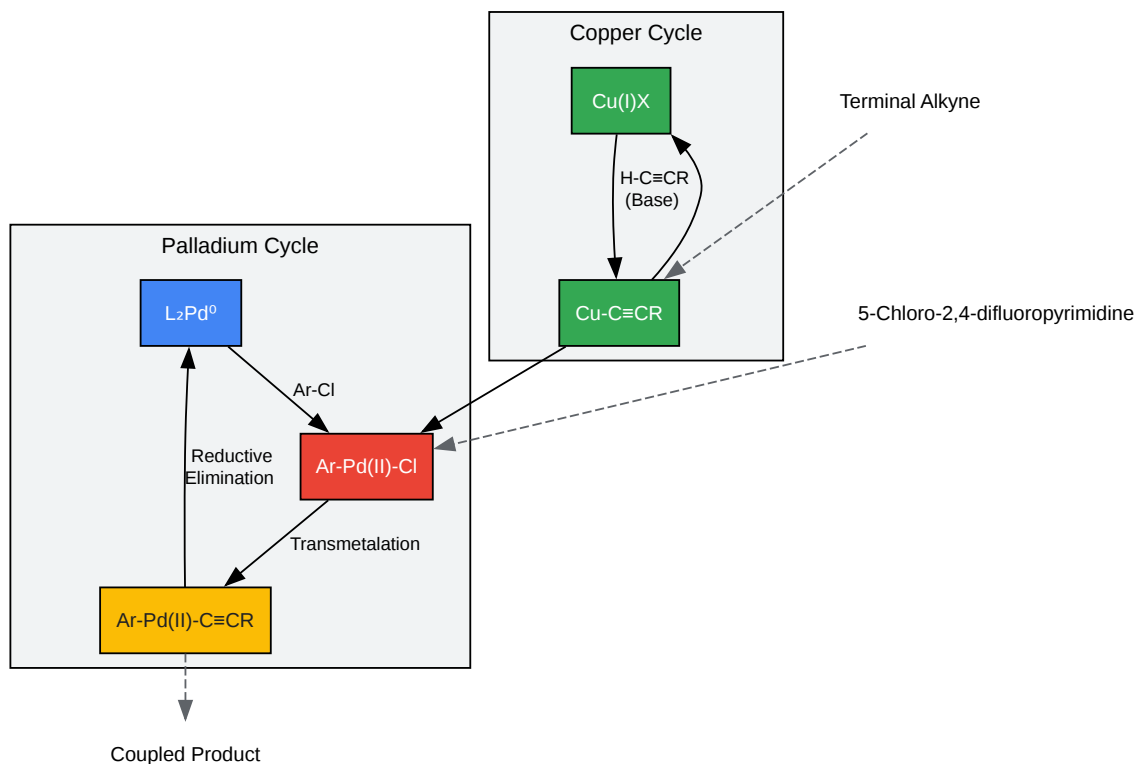 Copper Cycle
Cu(I)X
Terminal Alkyne
H-C≡CR
(Base)
Palladium Cycle
L₂Pd⁰
Cu-C≡CR
5-Chloro-2,4-difluoropyrimidine
Ar-Cl
Reductive
Elimination
Ar-Pd(II)-Cl
Transmetalation
Ar-Pd(II)-C≡CR
Coupled Product